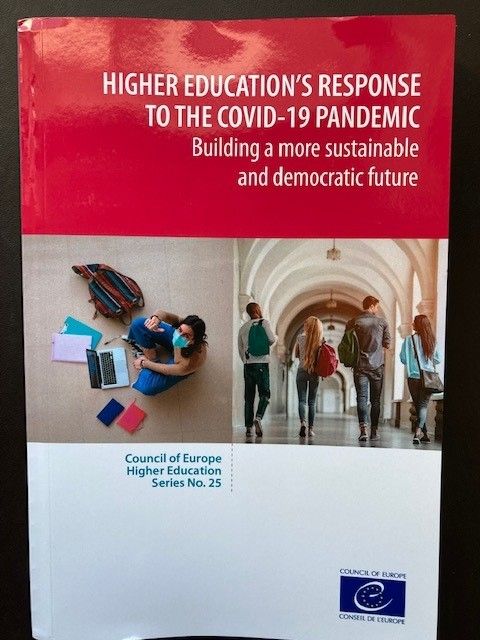 HIGHER EDUCATION'S RESPONSE
TO THE COVID-19 PANDEMIC
Building a more sustainable
and democratic future
Council of Europe
Higher Education
Series No. 25
COUNCIL OF EUROPE
CONSEIL DE L'EUROPE